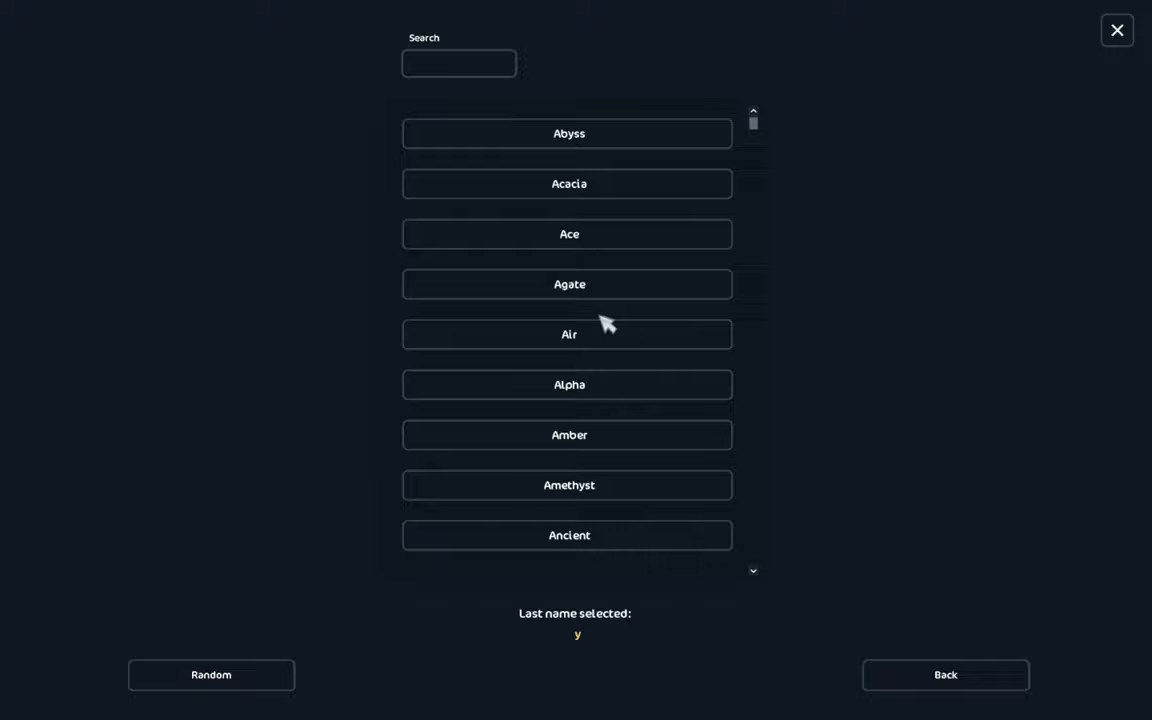 Search
Abyss
Acacia
Ace
Agate
Air
Alpha
Amber
Amethyst
Ancient
Last name selected:
y
Random
Back